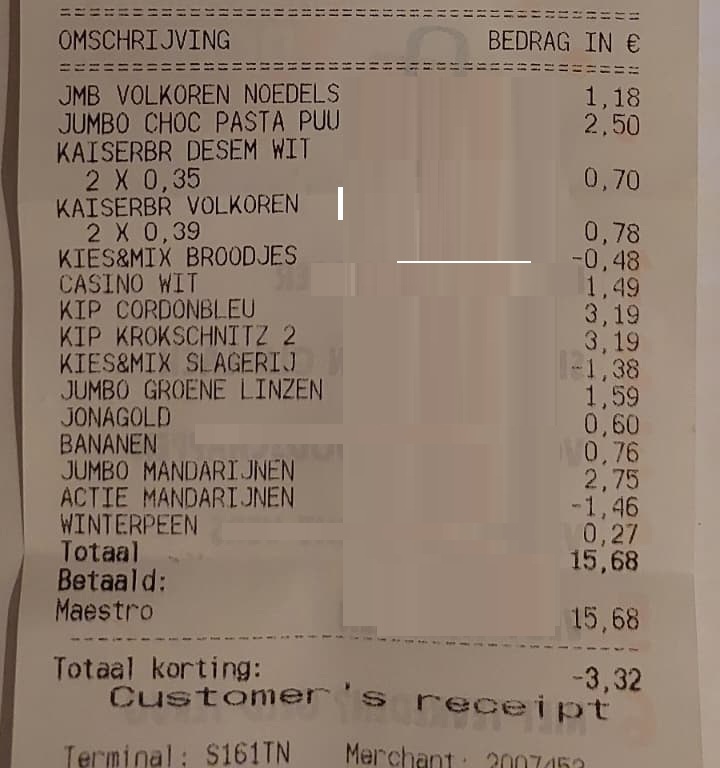 OMSCHRIJVING BEDRAG IN €
JMB VOLKOREN NOEDELS 1,18
JUMBO CHOC PASTA PUU 2,50
KAISERBR DESEM WIT
2 X 0,35 0,70
KAISERBR VOLKOREN
2 X 0,39 0,78
KIES&MIX BROODJES -0,48
CASINO WIT 1,49
KIP CORDONBLEU 3,19
KIP KROKSCHNITZ 2 3,19
KIES&MIX SLAGERIJ -1,38
JUMBO GROENE LINZEN 1,59
JONAGOLD 0,60
BANANEN 0,76
JUMBO MANDARIJNEN 2,75
ACTIE MANDARIJNEN -1,46
WINTERPEEN 0,27
Totaal 15,68
Betaald:
Maestro 15,68
Totaal korting: -3,32
Customer's receipt
Terminal: S161TN Merchant: